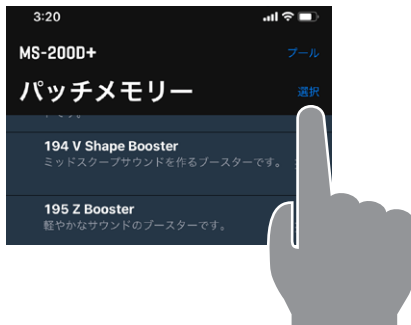 3:20
MS-200D+
プール
パッチメモリー
選択
194 V Shape Booster
ミッドスクープサウンドを作るブースターです。
195 Z Booster
軽やかなサウンドのブースターです。